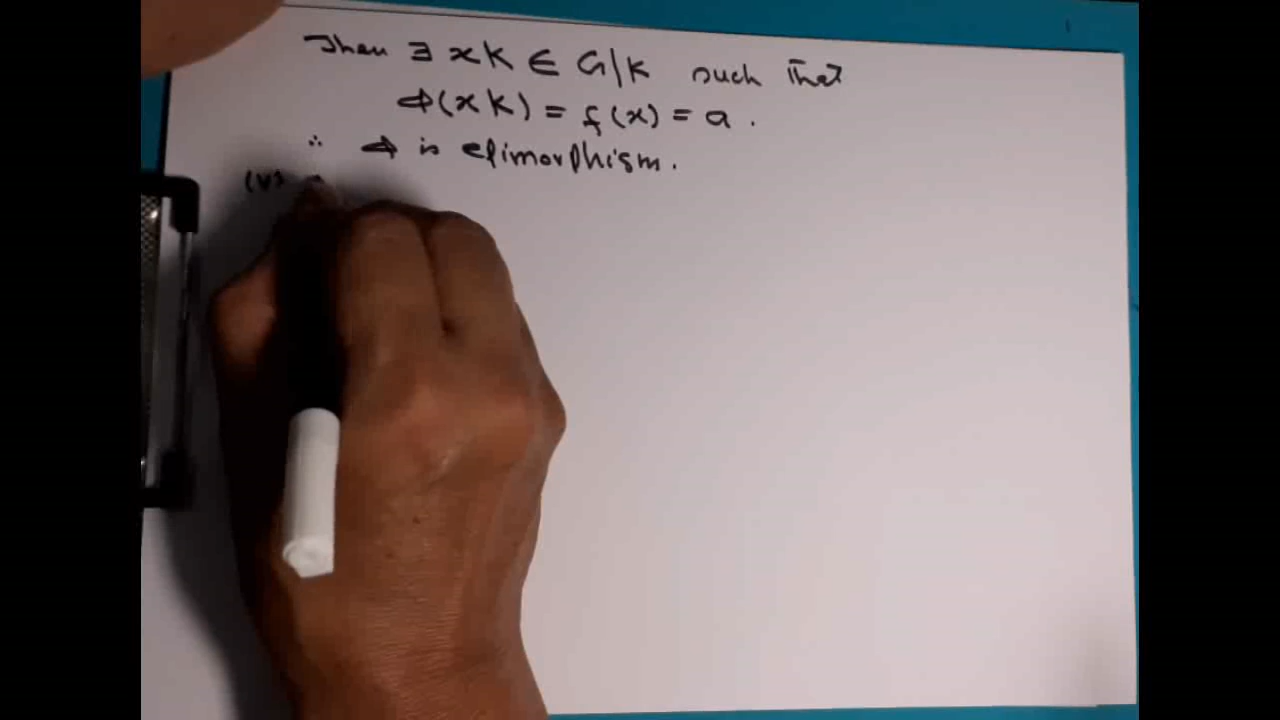 Then ∃ xK ∈ G/K such that
φ(xK) = f(x) = a.
∴ φ is epimorphism.
(v)